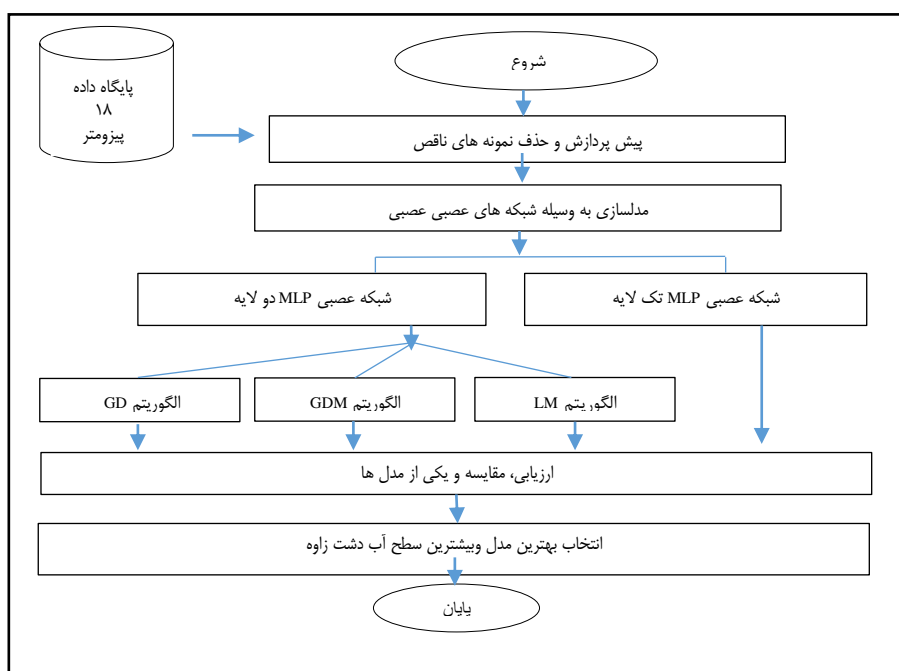 شروع
پایگاه داده
۱۸
پیزومتر
پیش پردازش و حذف نمونه های ناقص
مدلسازی به وسیله شبکه های عصبی عصبی
شبکه عصبی MLP تک لایه
شبکه عصبی MLP دو لایه
الگوریتم LM
الگوریتم GDM
الگوریتم GD
ارزیابی، مقایسه و یکی از مدل ها
انتخاب بهترین مدل وبیشترین سطح آب دشت زاوه
پایان